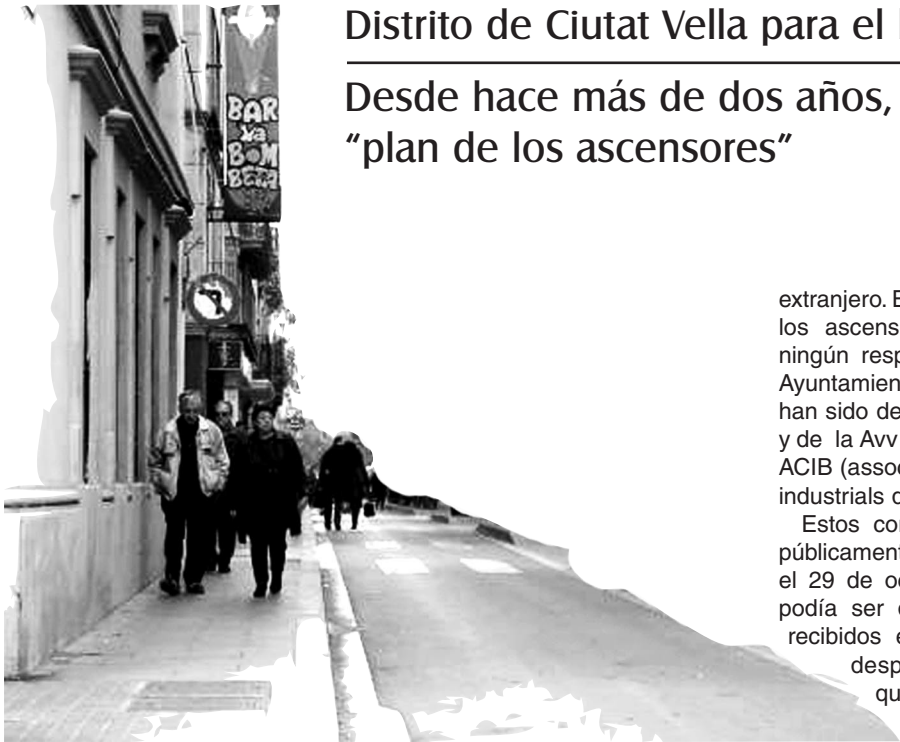 Distrito de Ciutat Vella para el
Desde hace más de dos años,
“plan de los ascensores”
BAR
La
BOM
BETA
extranjero. E
los ascens
ningún resp
Ayuntamien
han sido de
y de la Avv
ACIB (assoc
industrials d
Estos con
públicament
el 29 de oc
podía ser c
recibidos e
desp
qu